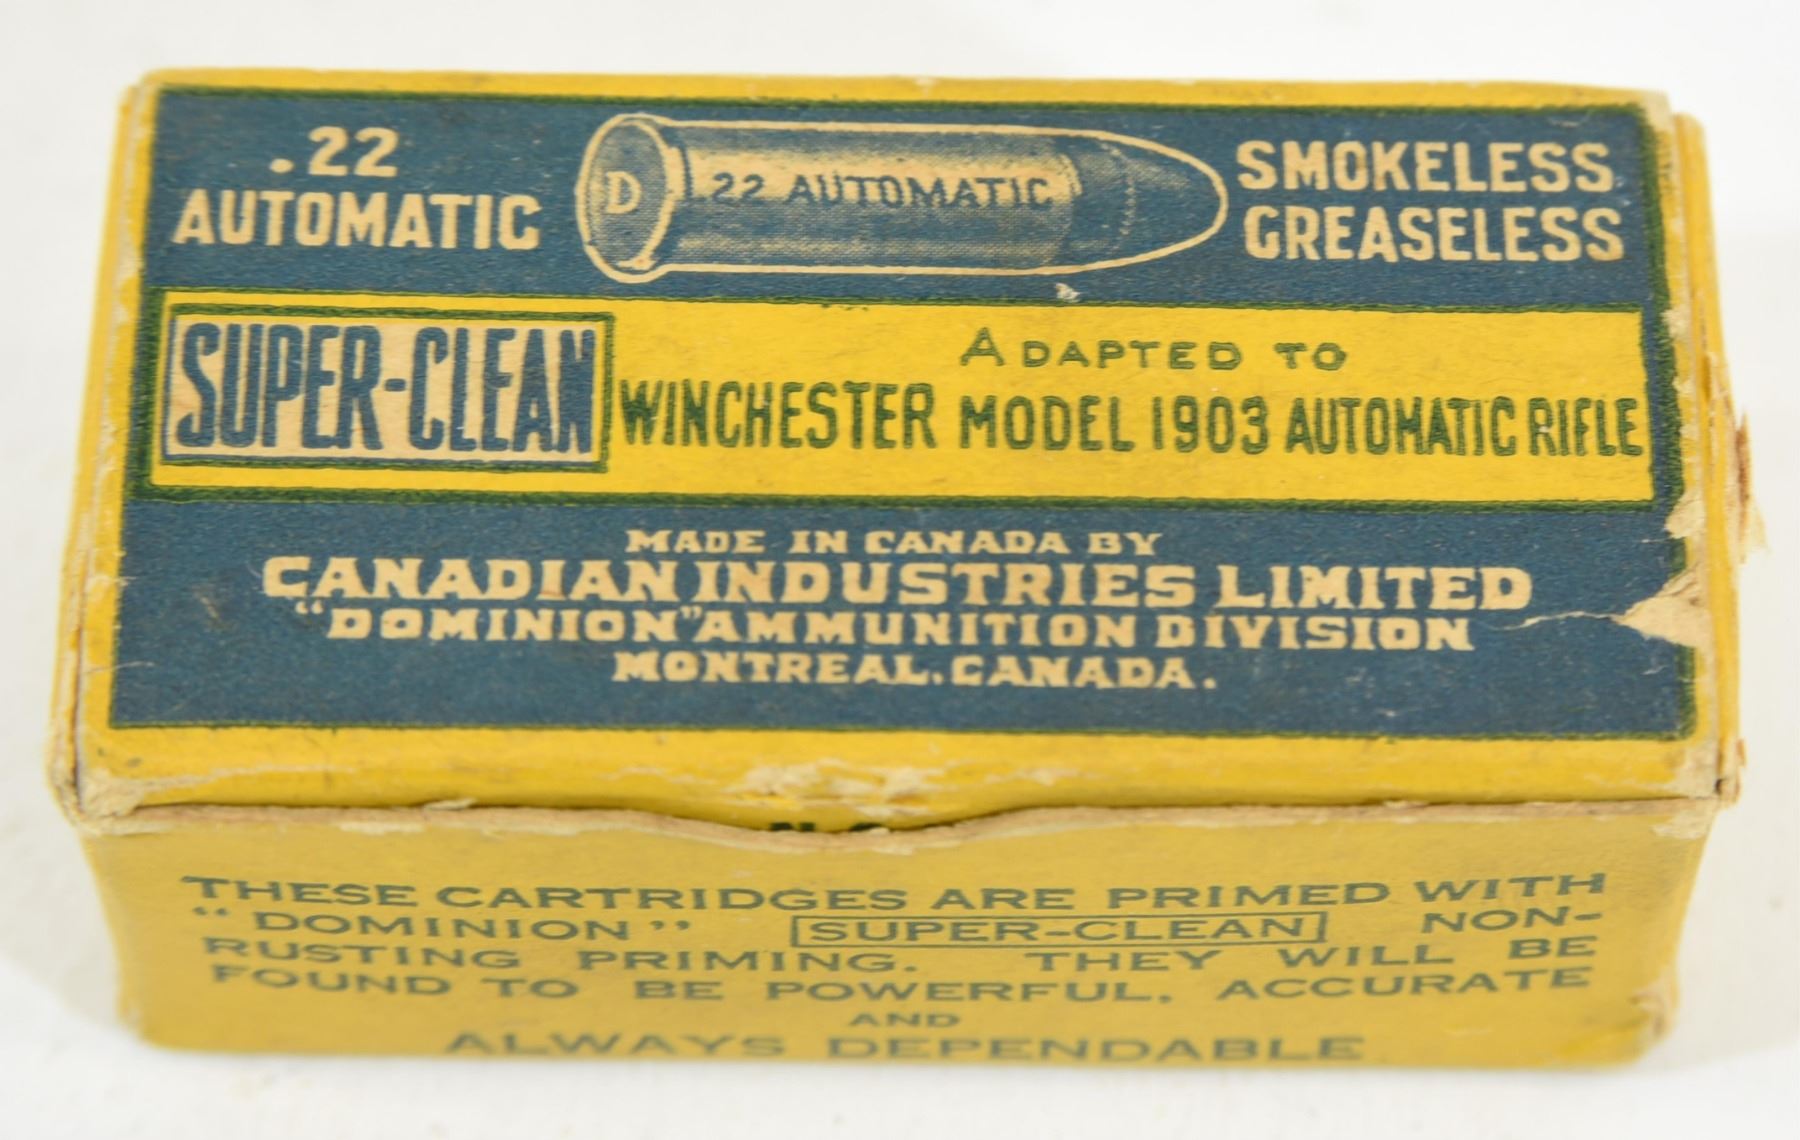 .22
AUTOMATIC
D
.22 AUTOMATIC
SMOKELESS
GREASELESS
SUPER-CLEAN
ADAPTED TO
WINCHESTER MODEL 1903 AUTOMATIC RIFLE
MADE IN CANADA BY
CANADIAN INDUSTRIES LIMITED
"DOMINION" AMMUNITION DIVISION
MONTREAL, CANADA.
THESE CARTRIDGES ARE PRIMED WITH
"DOMINION" SUPER-CLEAN NON-
RUSTING PRIMING. THEY WILL BE
FOUND TO BE POWERFUL, ACCURATE
AND
ALWAYS DEPENDABLE